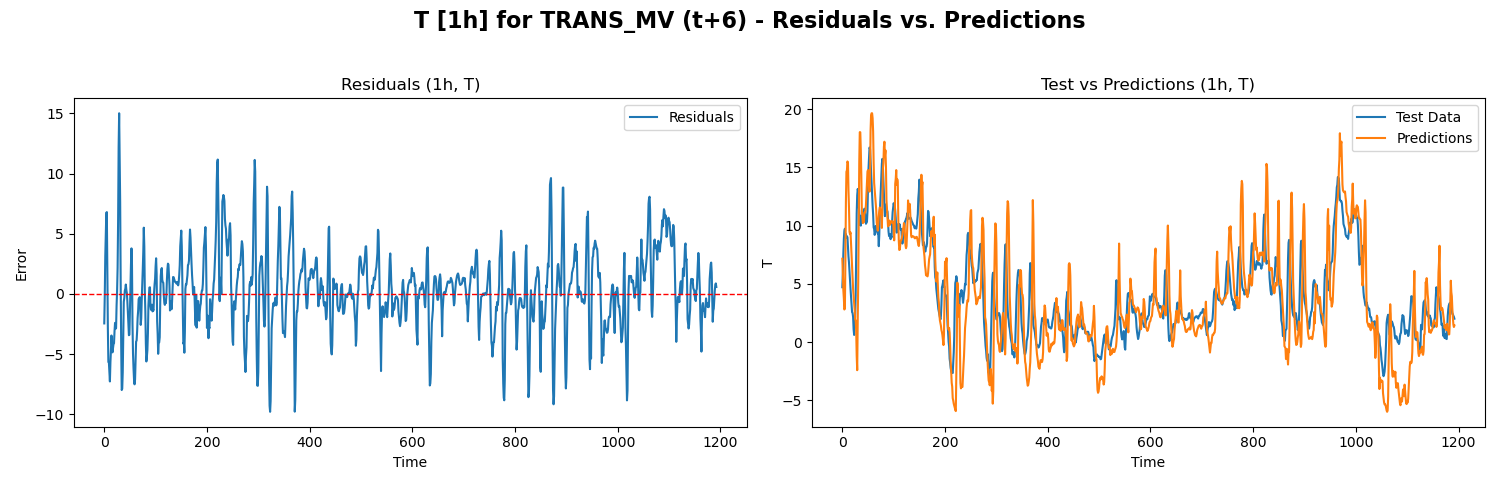 T [1h] for TRANS_MV (t+6) - Residuals vs. Predictions
Residuals (1h, T)
Residuals
Error
15
10
5
0
−5
−10
0
200
400
600
800
1000
1200
Time
Test vs Predictions (1h, T)
Test Data
Predictions
T
20
15
10
5
0
−5
0
200
400
600
800
1000
1200
Time